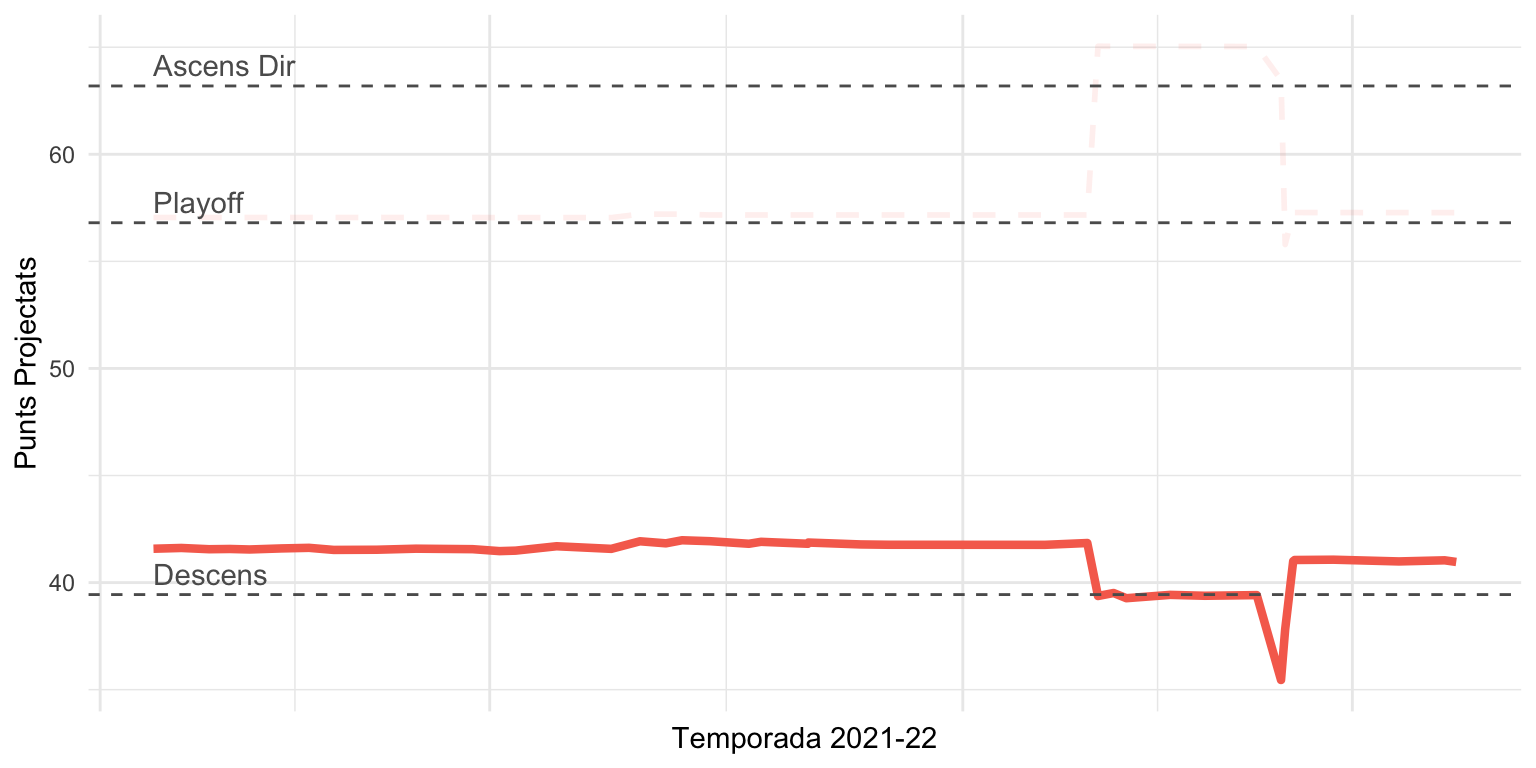 Ascens Dir
60
Playoff
50
Descens
40
Punts Projectats
Temporada 2021-22